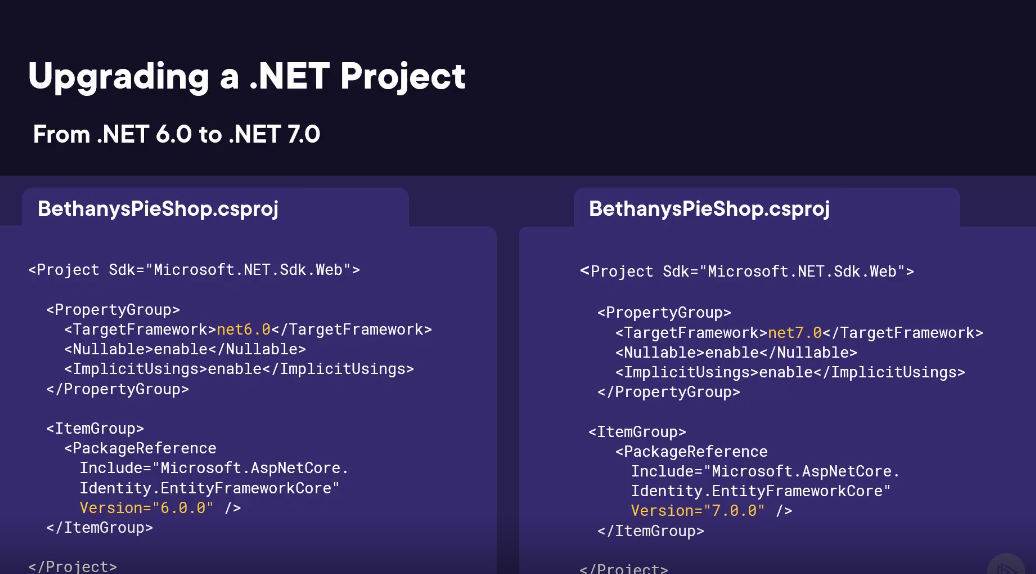 Upgrading a .NET Project
From .NET 6.0 to .NET 7.0
BethanysPieShop.csproj
<Project Sdk="Microsoft.NET.Sdk.Web">
<PropertyGroup>
<TargetFramework>net6.0</TargetFramework>
<Nullable>enable</Nullable>
<ImplicitUsings>enable</ImplicitUsings>
</PropertyGroup>
<ItemGroup>
<PackageReference
Include="Microsoft.AspNetCore.
Identity.EntityFrameworkCore"
Version="6.0.0" />
</ItemGroup>
</Project>
BethanysPieShop.csproj
<Project Sdk="Microsoft.NET.Sdk.Web">
<PropertyGroup>
<TargetFramework>net7.0</TargetFramework>
<Nullable>enable</Nullable>
<ImplicitUsings>enable</ImplicitUsings>
</PropertyGroup>
<ItemGroup>
<PackageReference
Include="Microsoft.AspNetCore.
Identity.EntityFrameworkCore"
Version="7.0.0" />
</ItemGroup>
</Project>